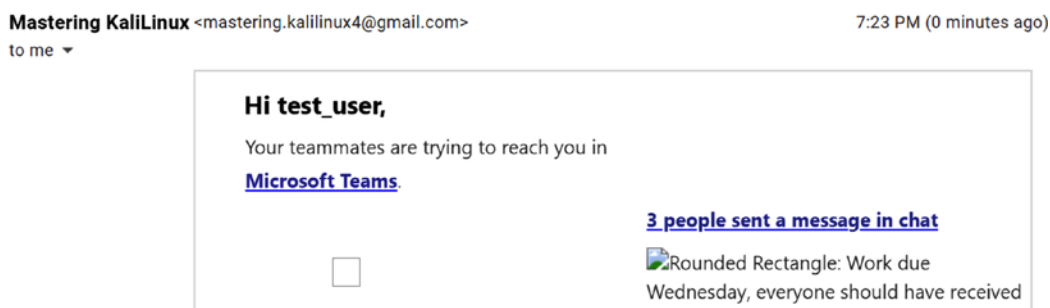 Mastering KaliLinux <mastering.kalilinux4@gmail.com> 7:23 PM (0 minutes ago)
to me
Hi test_user,
Your teammates are trying to reach you in
Microsoft Teams.
3 people sent a message in chat
Rounded Rectangle: Work due
Wednesday, everyone should have received